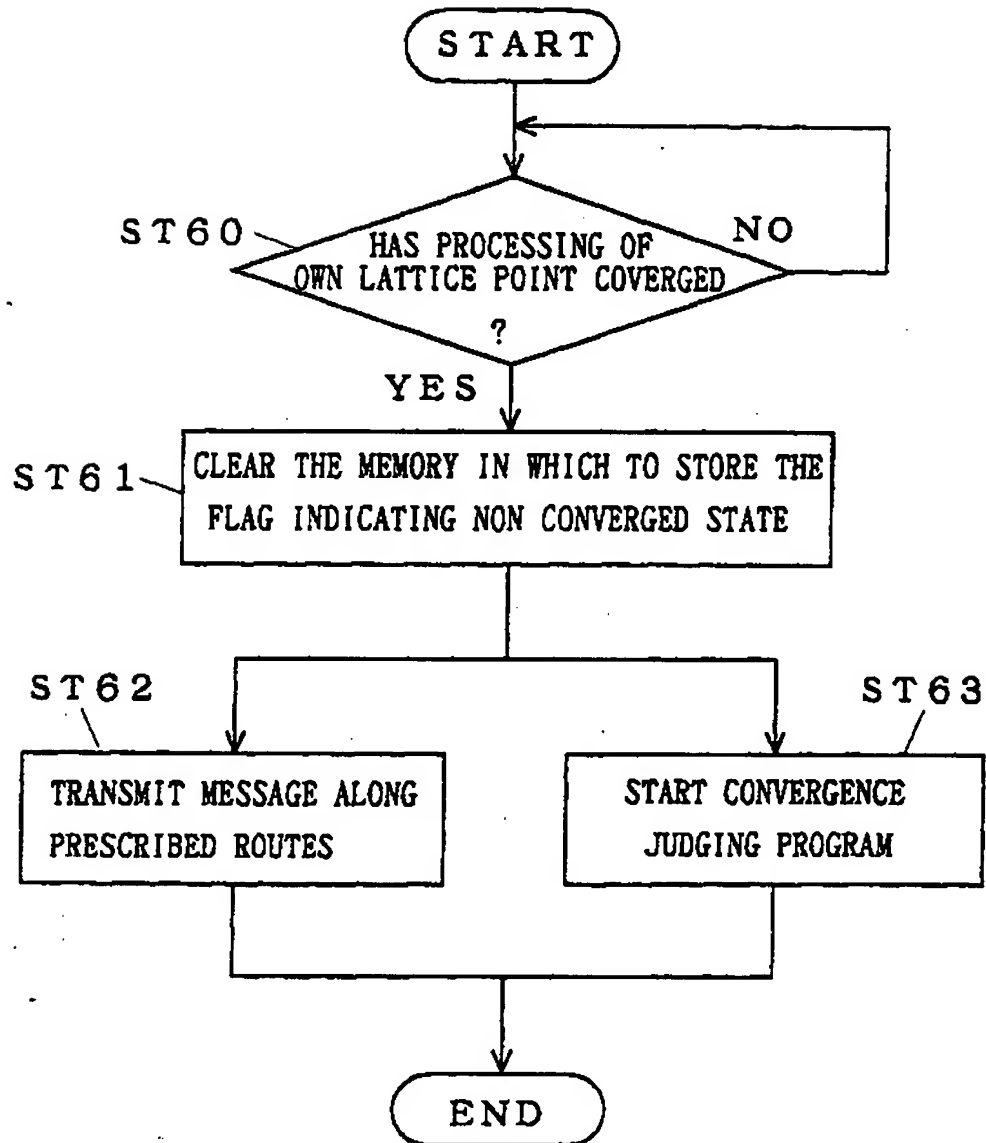 START
ST60
HAS PROCESSING OF
OWN LATTICE POINT COVERGED
?
NO
YES
ST61
CLEAR THE MEMORY IN WHICH TO STORE THE
FLAG INDICATING NON CONVERGED STATE
ST62
TRANSMIT MESSAGE ALONG
PRESCRIBED ROUTES
ST63
START CONVERGENCE
JUDGING PROGRAM
END